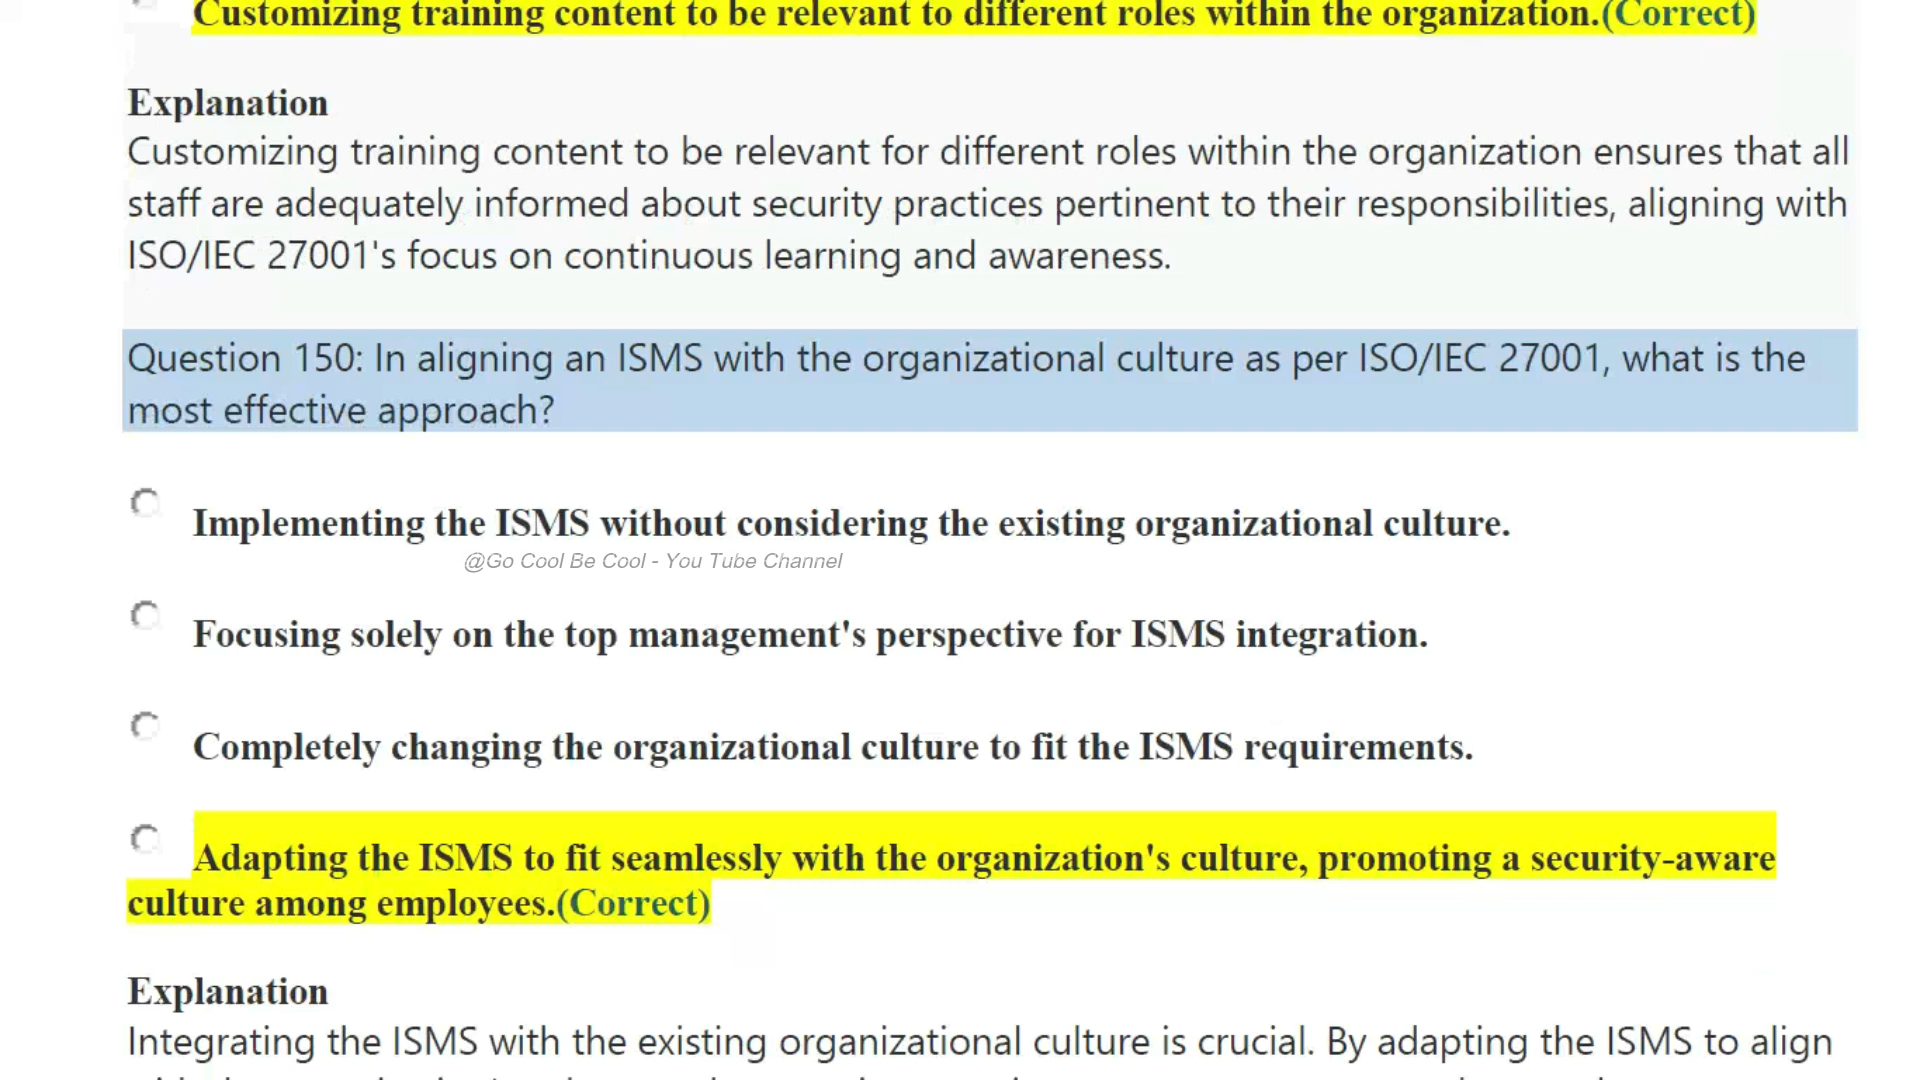 Customizing training content to be relevant to different roles within the organization.(Correct)
Explanation
Customizing training content to be relevant for different roles within the organization ensures that all
staff are adequately informed about security practices pertinent to their responsibilities, aligning with
ISO/IEC 27001's focus on continuous learning and awareness.
Question 150: In aligning an ISMS with the organizational culture as per ISO/IEC 27001, what is the
most effective approach?
Implementing the ISMS without considering the existing organizational culture.
@Go Cool Be Cool - You Tube Channel
Focusing solely on the top management's perspective for ISMS integration.
Completely changing the organizational culture to fit the ISMS requirements.
Adapting the ISMS to fit seamlessly with the organization's culture, promoting a security-aware
culture among employees.(Correct)
Explanation
Integrating the ISMS with the existing organizational culture is crucial. By adapting the ISMS to align